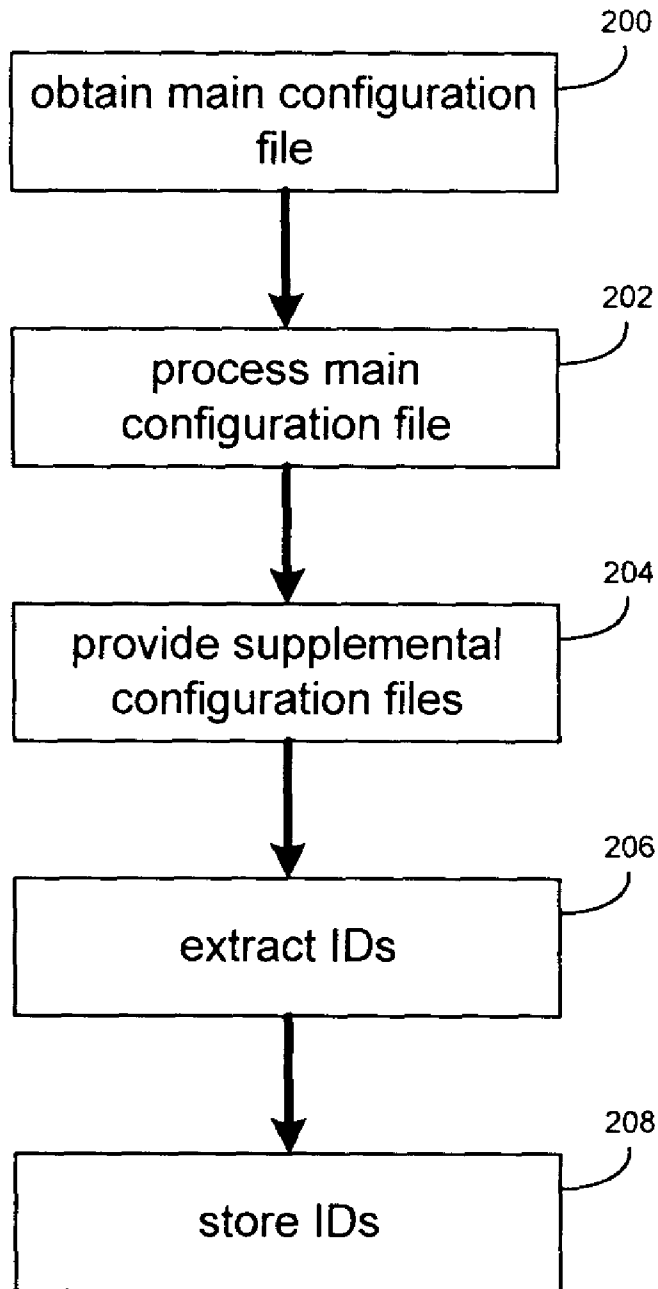 200
obtain main configuration
file
202
process main
configuration file
204
provide supplemental
configuration files
206
extract IDs
208
store IDs